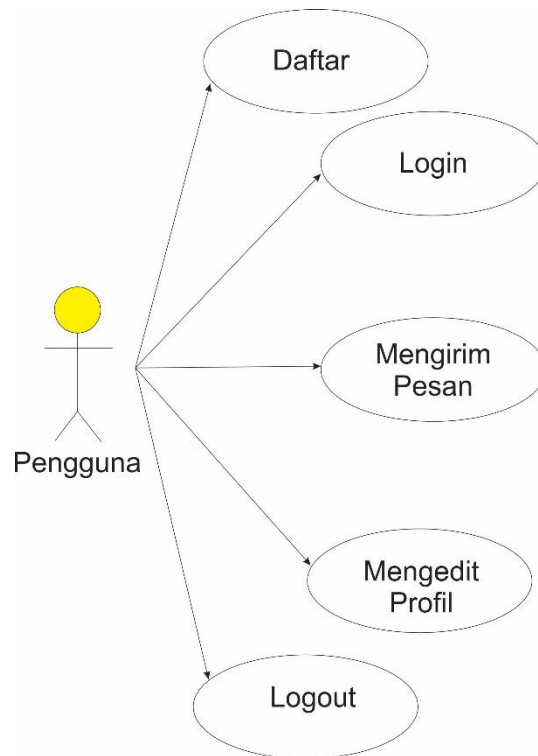 Daftar
Login
Mengirim
Pesan
Pengguna
Mengedit
Profil
Logout